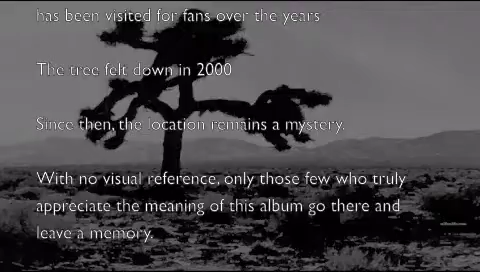 has been visited for fans over the years
The tree felt down in 2000
Since then, the location remains a mystery.
With no visual reference, only those few who truly
appreciate the meaning of this album go there and
leave a memory.